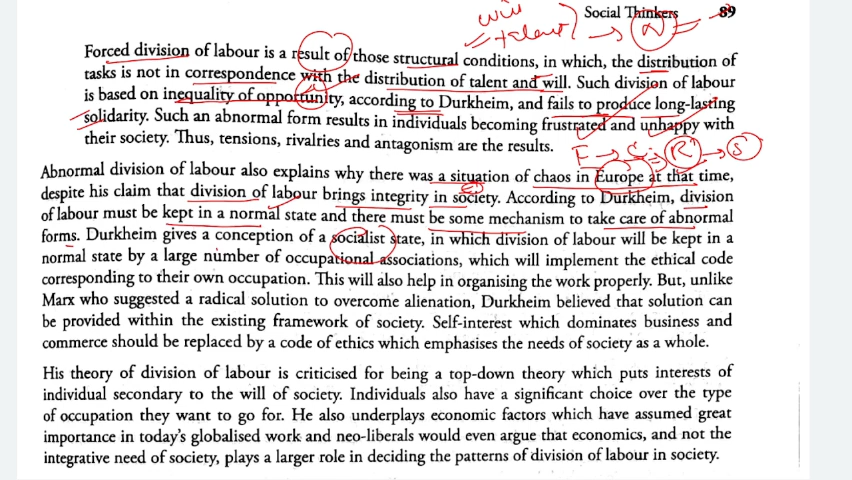 will
Social Thinkers 89
talent
Forced division of labour is a result of those structural conditions, in which, the distribution of
tasks is not in correspondence with the distribution of talent and will. Such division of labour
is based on inequality of opportunity, according to Durkheim, and fails to produce long-lasting
solidarity. Such an abnormal form results in individuals becoming frustrated and unhappy with
their society. Thus, tensions, rivalries and antagonism are the results.
F → C → R → S
Abnormal division of labour also explains why there was a situation of chaos in Europe at that time,
despite his claim that division of labour brings integrity in society. According to Durkheim, division
of labour must be kept in a normal state and there must be some mechanism to take care of abnormal
forms. Durkheim gives a conception of a socialist state, in which division of labour will be kept in a
normal state by a large number of occupational associations, which will implement the ethical code
corresponding to their own occupation. This will also help in organising the work properly. But, unlike
Marx who suggested a radical solution to overcome alienation, Durkheim believed that solution can
be provided within the existing framework of society. Self-interest which dominates business and
commerce should be replaced by a code of ethics which emphasises the needs of society as a whole.
His theory of division of labour is criticised for being a top-down theory which puts interests of
individual secondary to the will of society. Individuals also have a significant choice over the type
of occupation they want to go for. He also underplays economic factors which have assumed great
importance in today's globalised work and neo-liberals would even argue that economics, and not the
integrative need of society, plays a larger role in deciding the patterns of division of labour in society.